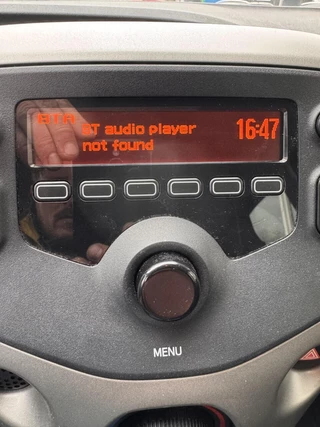 BT audio player
not found
16:47
MENU